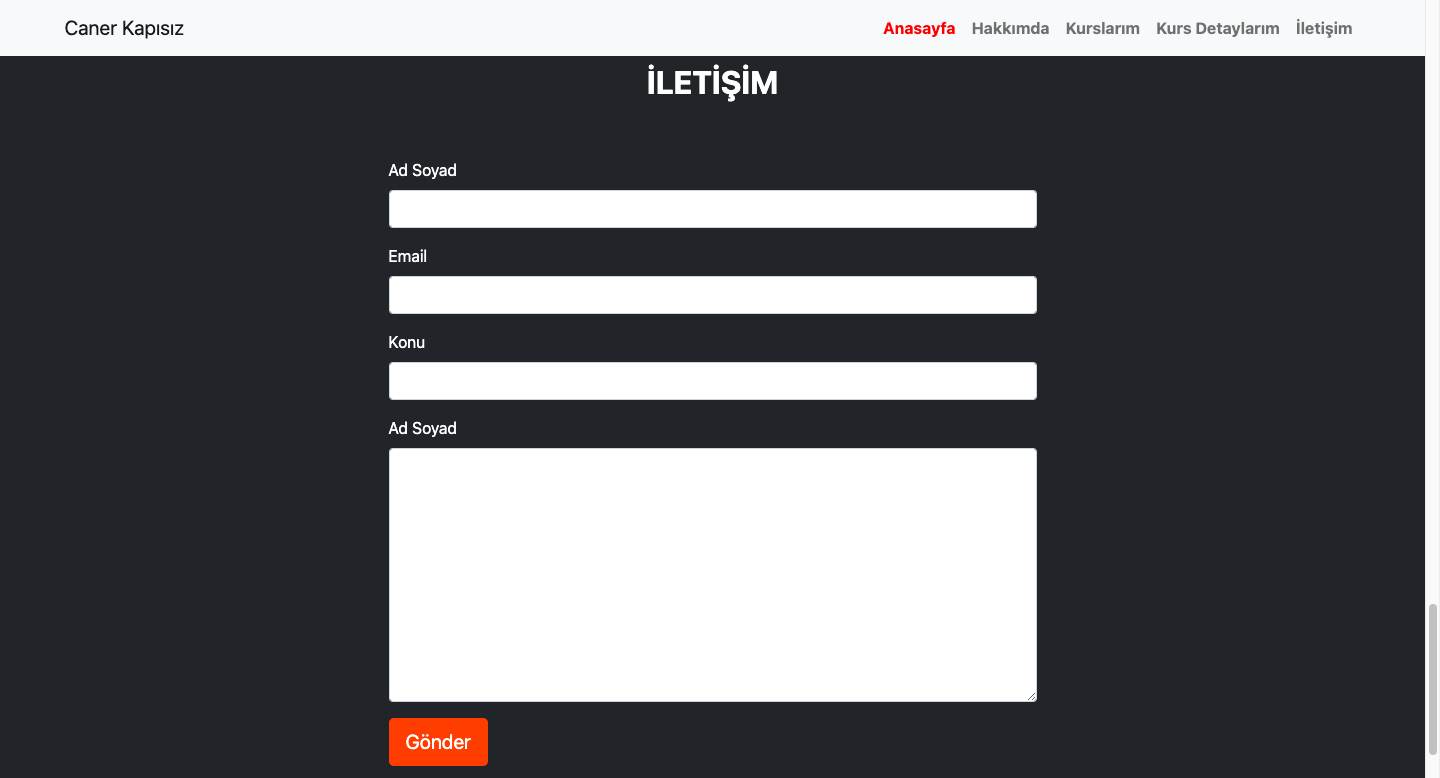 Caner Kapısız
Anasayfa Hakkımda Kurslarım Kurs Detaylarım İletişim
İLETİŞİM
Ad Soyad
Email
Konu
Ad Soyad
Gönder